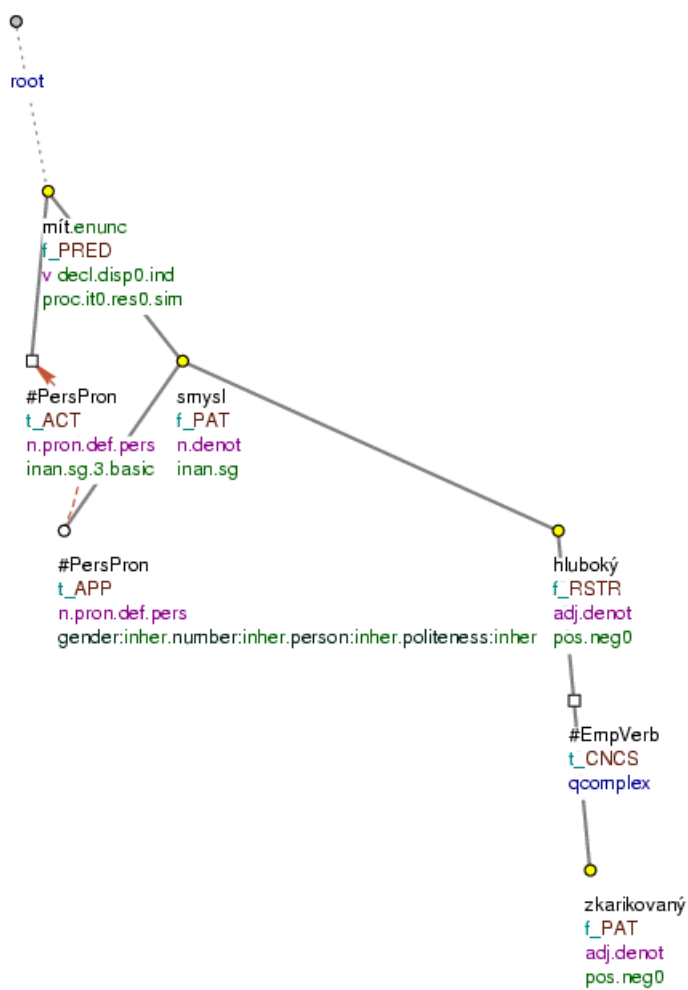 root
mít.enunc
f_PRED
v decl.disp0.ind
proc.it0.res0.sim
#PersPron
t_ACT
n.pron.def.pers
inan.sg.3.basic
smysl
f_PAT
n.denot
inan.sg
#PersPron
t_APP
n.pron.def.pers
gender:inher.number:inher.person:inher.politeness:inher
hluboký
f_RSTR
adj.denot
pos.neg0
#EmpVerb
t_CNCS
qcomplex
zkarikovaný
f_PAT
adj.denot
pos.neg0